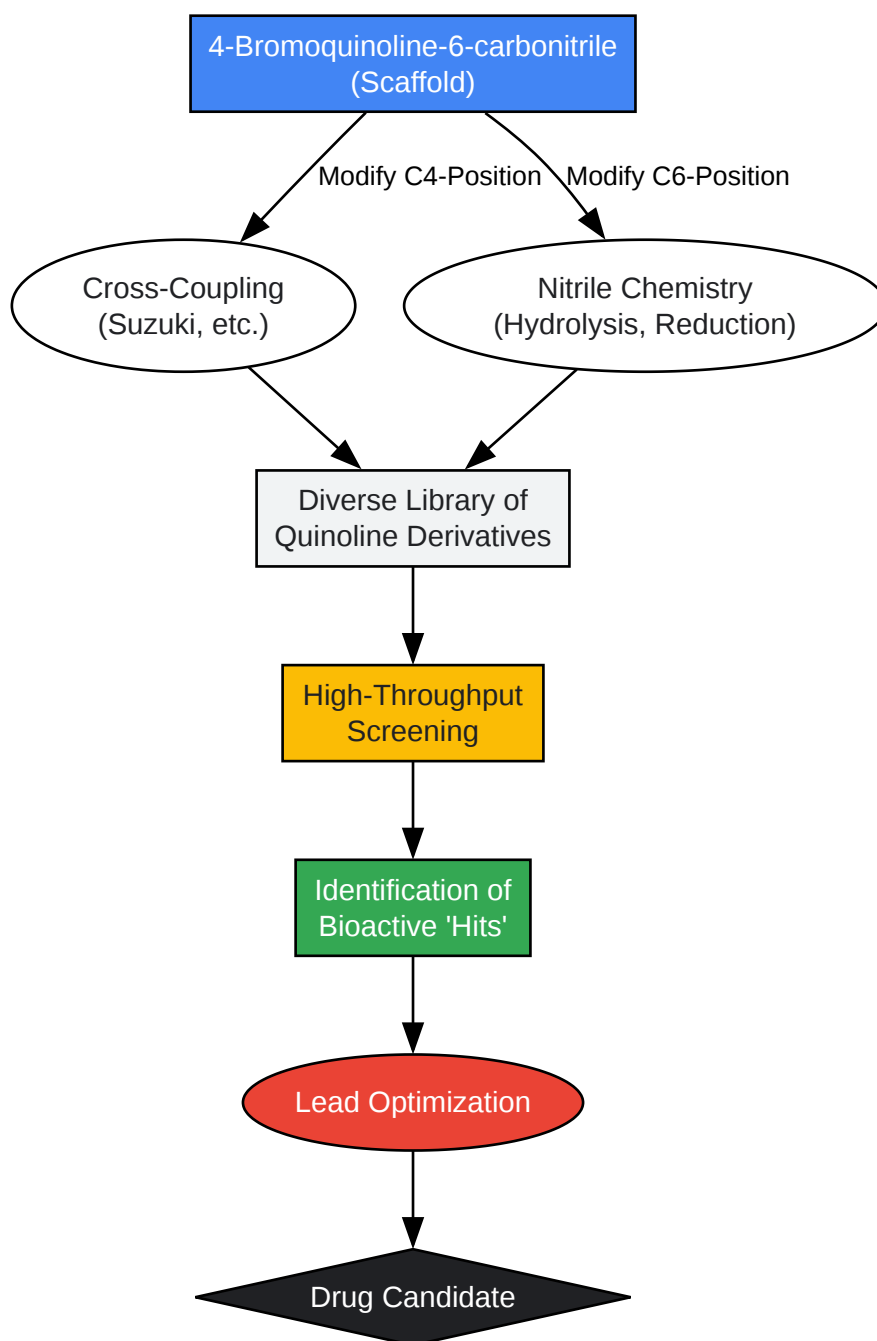 4-Bromoquinoline-6-carbonitrile
(Scaffold)
Modify C4-Position
Modify C6-Position
Cross-Coupling
(Suzuki, etc.)
Nitrile Chemistry
(Hydrolysis, Reduction)
Diverse Library of
Quinoline Derivatives
High-Throughput
Screening
Identification of
Bioactive 'Hits'
Lead Optimization
Drug Candidate